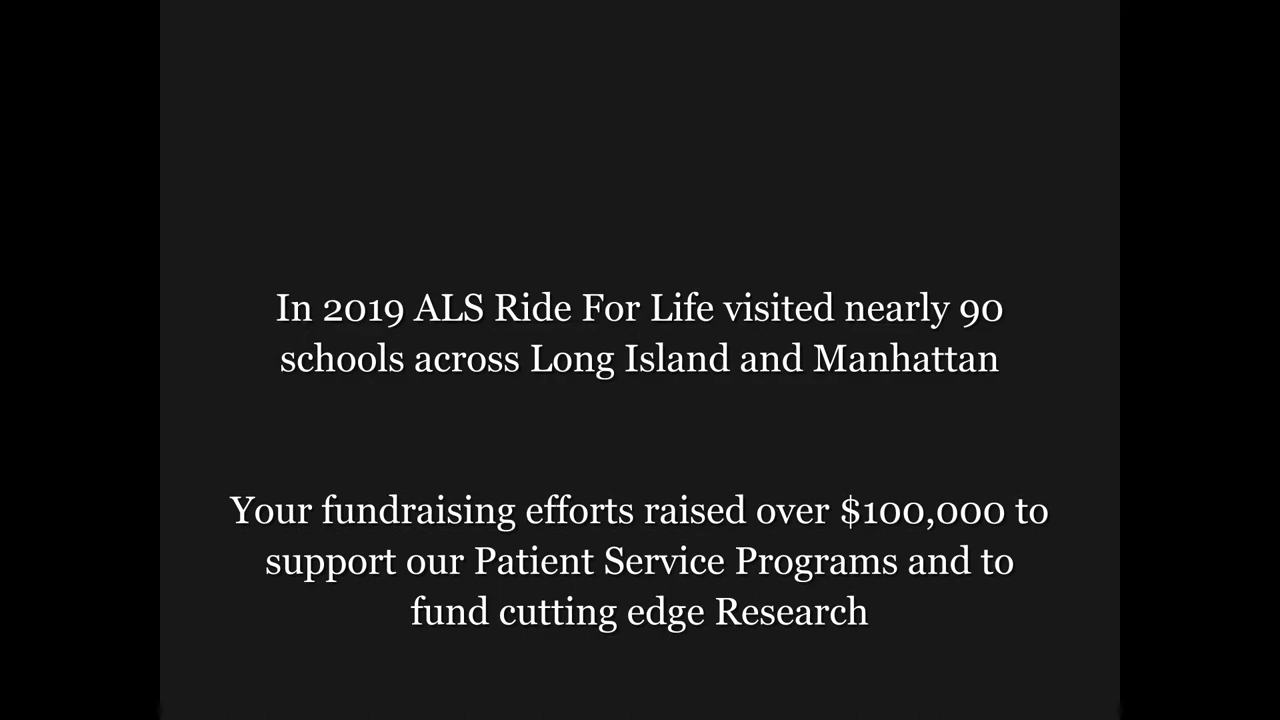 In 2019 ALS Ride For Life visited nearly 90
schools across Long Island and Manhattan
Your fundraising efforts raised over $100,000 to
support our Patient Service Programs and to
fund cutting edge Research